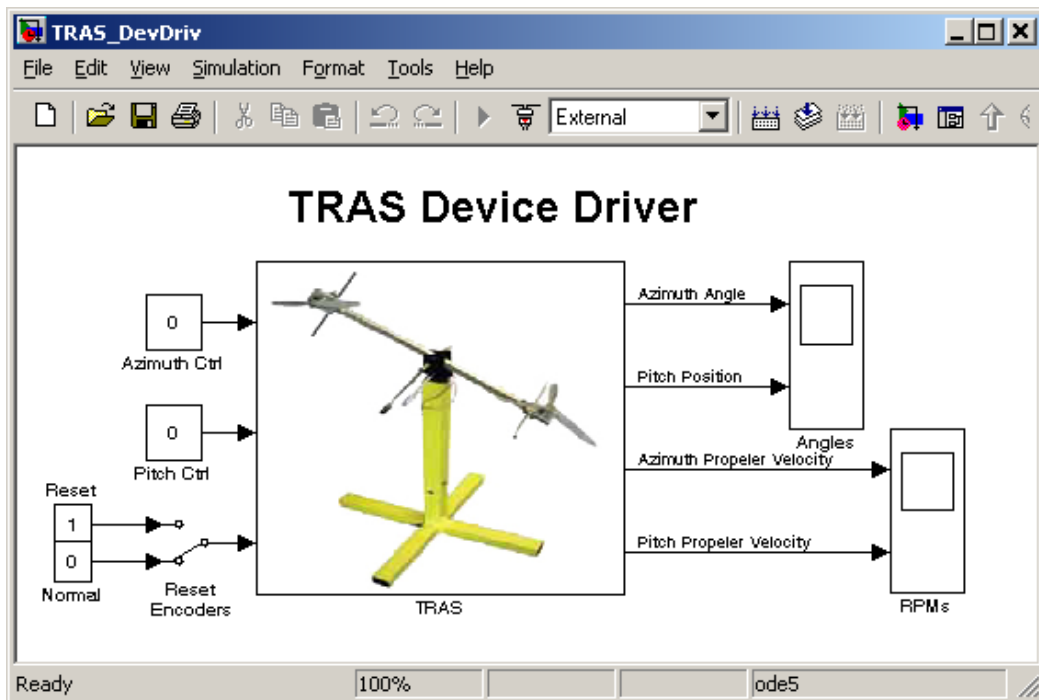 TRAS_DevDriv
File Edit View Simulation Format Tools Help
External
TRAS Device Driver
0
Azimuth Ctrl
0
Pitch Ctrl
Reset
1
0
Normal
Reset
Encoders
TRAS
Azimuth Angle
Pitch Position
Angles
Azimuth Propeler Velocity
Pitch Propeler Velocity
RPMs
Ready 100% ode5